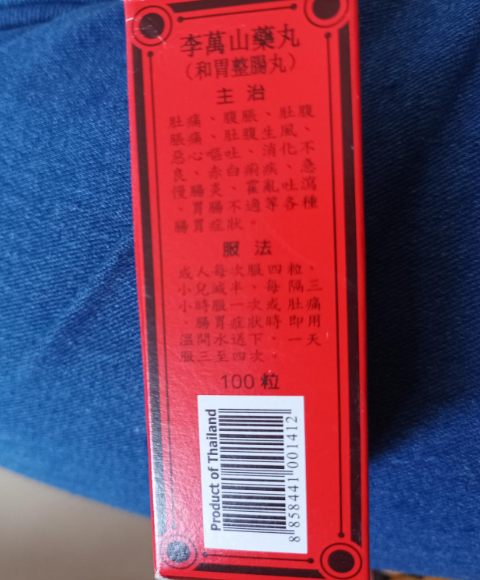 李萬山藥丸
(和胃整腸丸)
主治
肚痛、腹脹、肚腹
脹痛、肚腹生風、
惡心嘔吐、消化不
良、赤白痢疾、急
慢腸炎、霍亂吐瀉
、胃腸不適等各種
腸胃症狀。
服法
成人每次服四粒、
小兒減半。每隔三
小時服一次或肚痛
、腸胃症狀時即用
溫開水送下。一天
服三至四次。
100粒
Product of Thailand
8 858441 001412